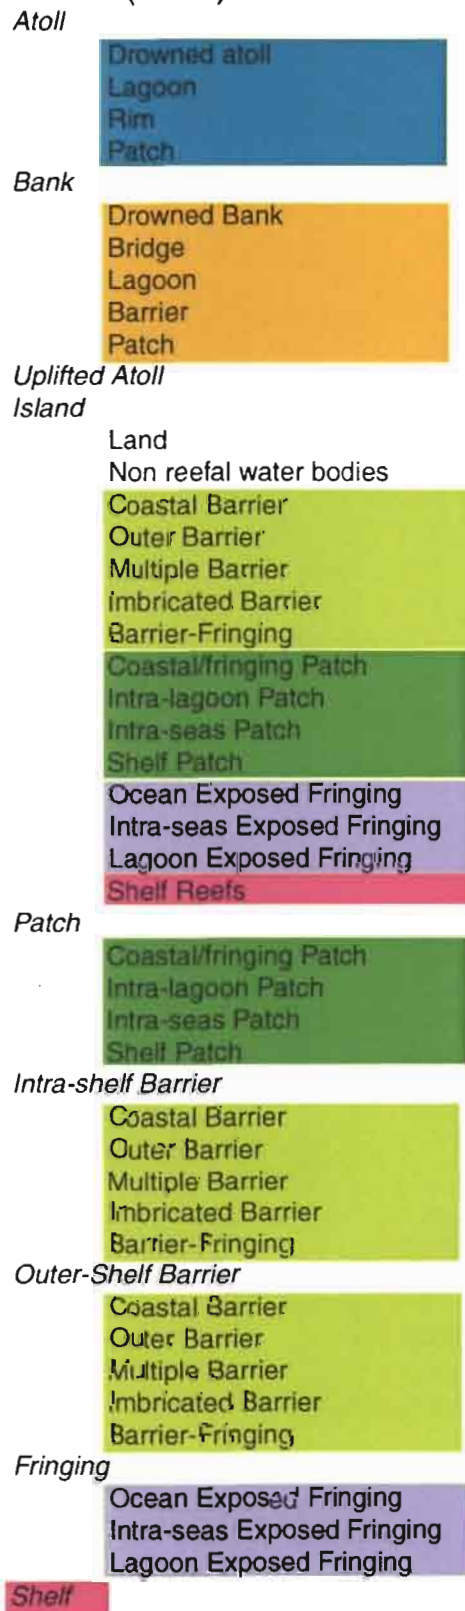 Atoll
Drowned atoll
Lagoon
Rim
Patch
Bank
Drowned Bank
Bridge
Lagoon
Barrier
Patch
Uplifted Atoll
Island
Land
Non reefal water bodies
Coastal Barrier
Outer Barrier
Multiple Barrier
imbricated Barrier
Barrier-Fringing
Coastal/fringing Patch
Intra-lagoon Patch
Intra-seas Patch
Shelf Patch
Ocean Exposed Fringing
Intra-seas Exposed Fringing
Lagoon Exposed Fringing
Shelf Reefs
Patch
Coastal/fringing Patch
Intra-lagoon Patch
Intra-seas Patch
Shelf Patch
Intra-shelf Barrier
Coastal Barrier
Outer Barrier
Multiple Barrier
Imbricated Barrier
Barrier-Fringing
Outer-Shelf Barrier
Coastal Barrier
Outer Barrier
Multiple Barrier
Imbricated Barrier
Barrier-Fringing
Fringing
Ocean Exposed Fringing
Intra-seas Exposed Fringing
Lagoon Exposed Fringing
Shelf